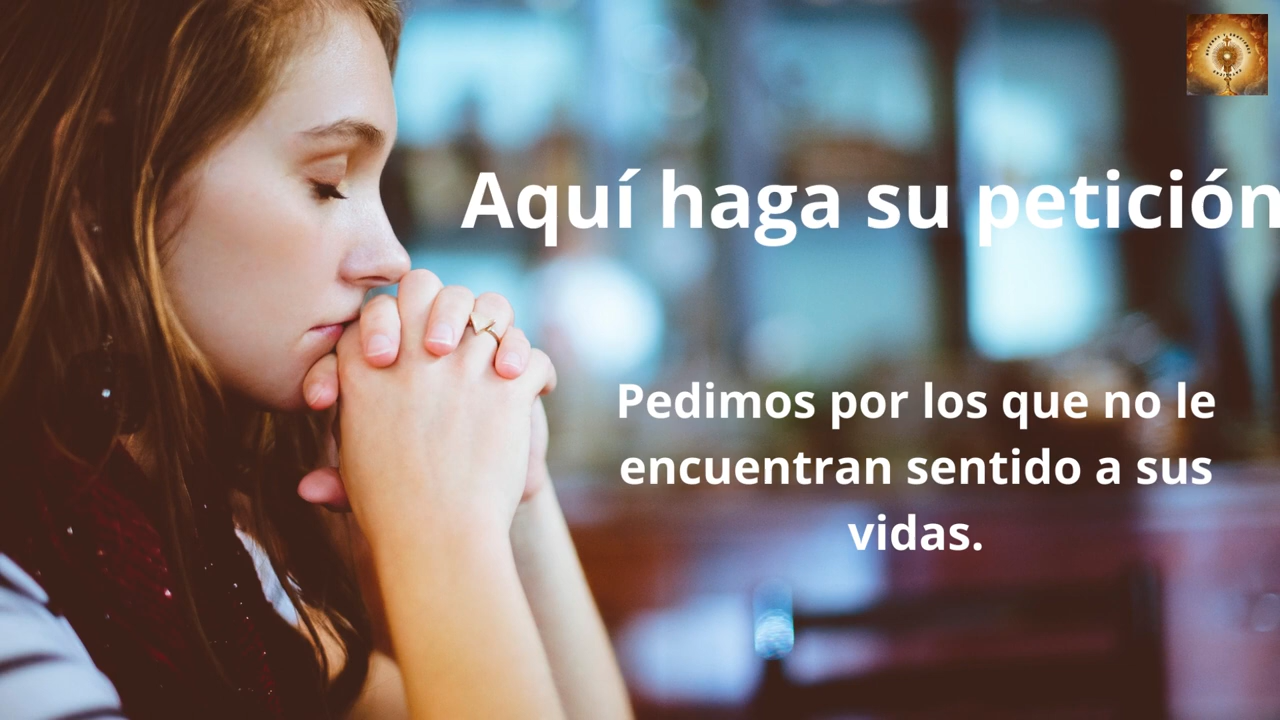 Aquí haga su petición
Pedimos por los que no le
encuentran sentido a sus
vidas.